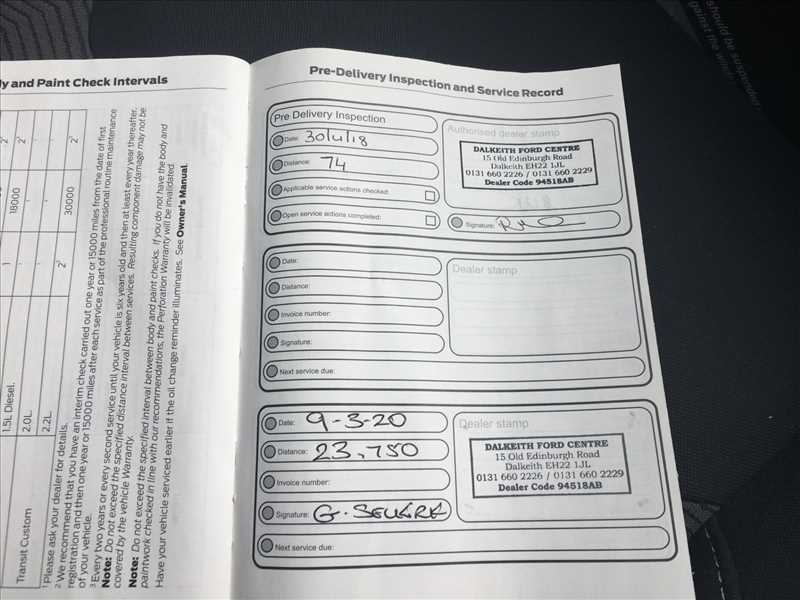 ly and Paint Check Intervals
2¹
1
18000
2¹
2³
30000
2³
1.5L Diesel.
2.0L
2.2L
Transit Custom
¹ Please ask your dealer for details.
² We recommend that you have an interim check carried out one year or 15000 miles from the date of first
registration and then one year or 15000 miles after each service as part of the professional routine maintenance
of your vehicle.
³ Every two years or every second service until your vehicle is six years old and then at least every year thereafter.
Note: Do not exceed the specified distance interval between services. Resulting component damage may not be
covered by the vehicle Warranty.
Note: Do not exceed the specified interval between body and paint checks. If you do not have the body and
paintwork checked in line with our recommendations, the Perforation Warranty will be invalidated.
Have your vehicle serviced earlier if the oil change reminder illuminates. See Owner's Manual.
Pre-Delivery Inspection and Service Record
Pre Delivery Inspection
Date: 30/4/18
Distance: 74
Applicable service actions checked:
Open service actions completed:
Authorised dealer stamp
DALKEITH FORD CENTRE
15 Old Edinburgh Road
Dalkeith EH22 1JL
0131 660 2226 / 0131 660 2229
Dealer Code 94518AB
Signature:
Date:
Distance:
Invoice number:
Signature:
Next service due:
Dealer stamp
Date: 9-3-20
Distance: 23,750
Invoice number:
Signature: G.
Next service due:
Dealer stamp
DALKEITH FORD CENTRE
15 Old Edinburgh Road
Dalkeith EH22 1JL
0131 660 2226 / 0131 660 2229
Dealer Code 94518AB
should be suspended
against the